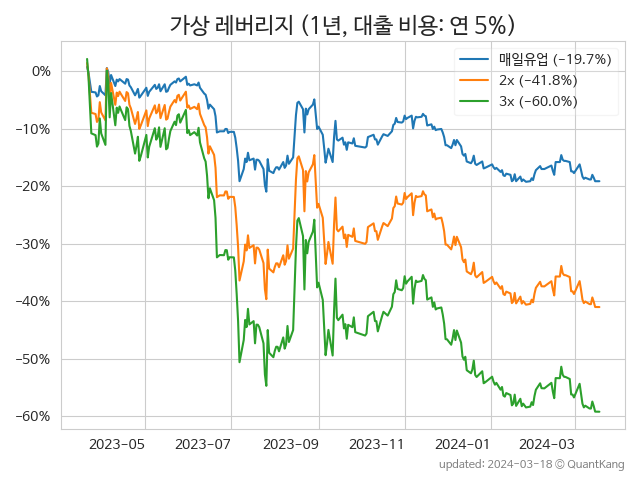 가상 레버리지 (1년, 대출 비용: 연 5%)
매일유업 (−19.7%)
2x (−41.8%)
3x (−60.0%)
0%
−10%
−20%
−30%
−40%
−50%
−60%
2023-05 2023-07 2023-09 2023-11 2024-01 2024-03
updated: 2024-03-18 © QuantKang